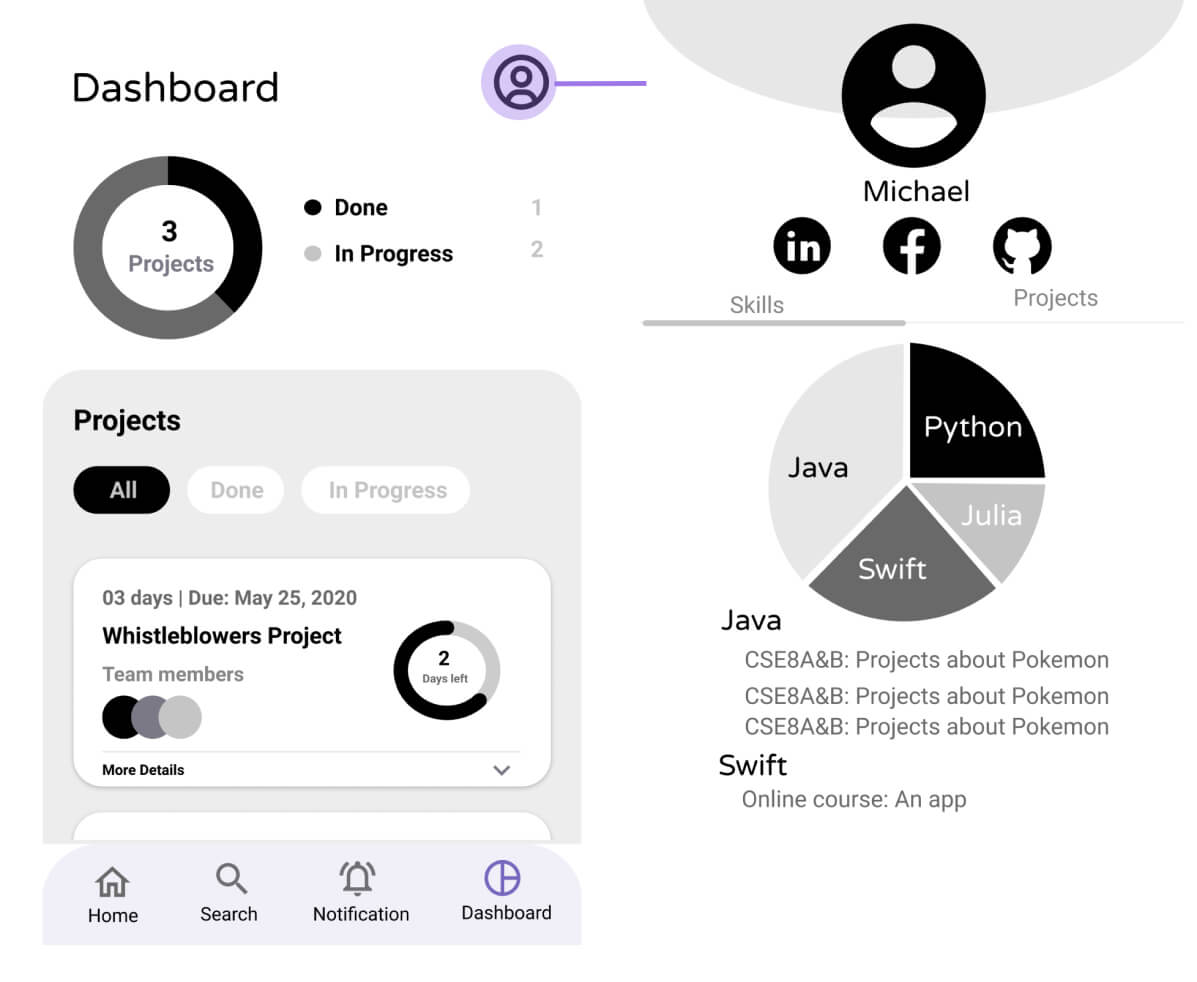 Dashboard
3
Projects
Done 1
In Progress 2
Projects
All Done In Progress
03 days | Due: May 25, 2020
Whistleblowers Project
Team members
2
Days left
More Details
Home Search Notification Dashboard
Michael
in f
Skills Projects
Python
Java
Julia
Swift
Java
CSE8A&B: Projects about Pokemon
CSE8A&B: Projects about Pokemon
CSE8A&B: Projects about Pokemon
Swift
Online course: An app